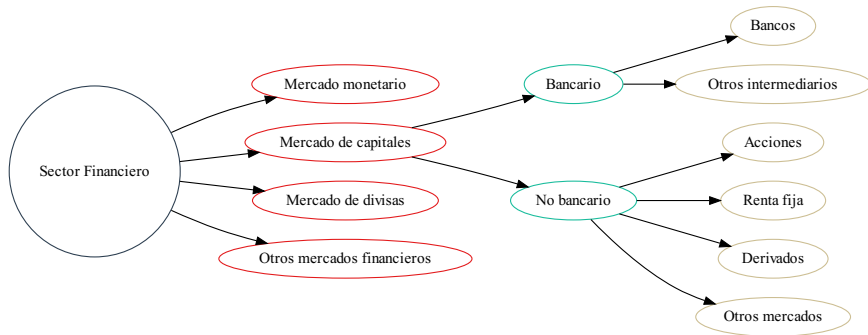 Sector Financiero
Mercado monetario
Mercado de capitales
Mercado de divisas
Otros mercados financieros
Bancario
No bancario
Bancos
Otros intermediarios
Acciones
Renta fija
Derivados
Otros mercados